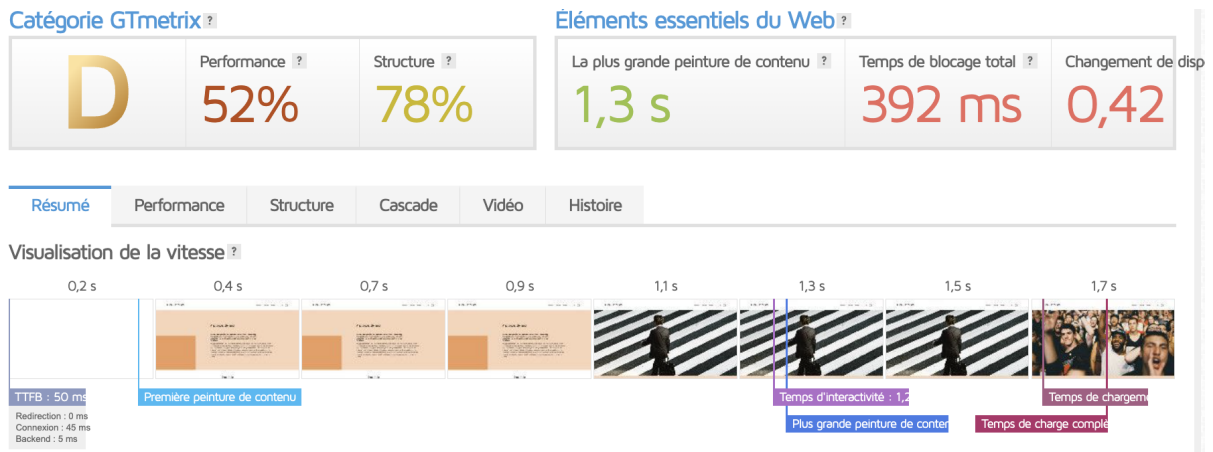 Catégorie GTmetrix ?
Éléments essentiels du Web ?
D
Performance ?
52%
Structure ?
78%
La plus grande peinture de contenu ?
1,3 s
Temps de blocage total ?
392 ms
Changement de disp
0,42
Résumé
Performance
Structure
Cascade
Vidéo
Histoire
Visualisation de la vitesse ?
0,2 s
0,4 s
0,7 s
0,9 s
1,1 s
1,3 s
1,5 s
1,7 s
TTFB : 50 ms
Première peinture de contenu
Temps d'interactivité : 1,2
Temps de chargeme
Redirection : 0 ms
Connexion : 45 ms
Backend : 5 ms
Plus grande peinture de conten
Temps de charge complè